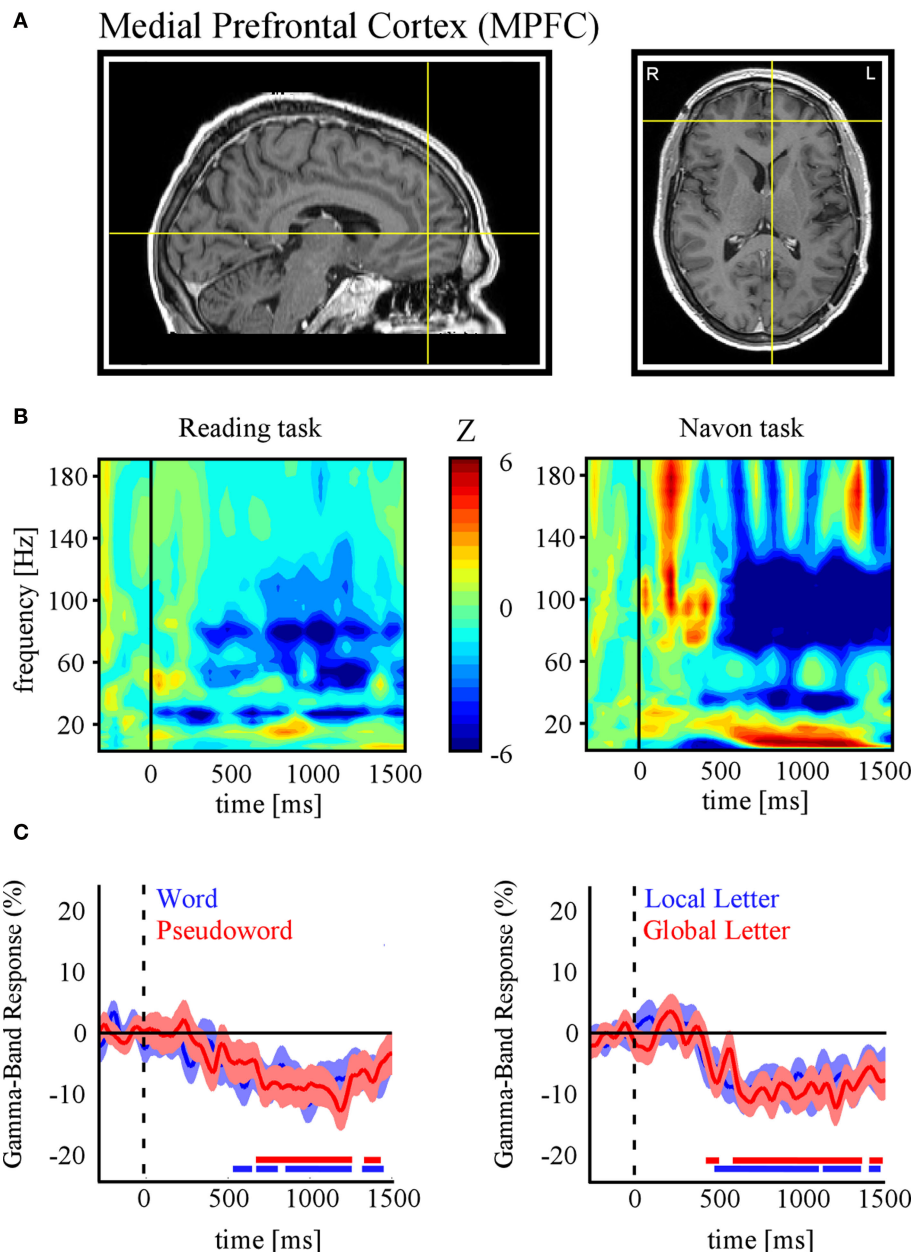 A
Medial Prefrontal Cortex (MPFC)
R L
B
Reading task Z Navon task
frequency [Hz]
180
140
100
60
20
6
0
-6
180
140
100
60
20
0 500 1000 1500
time [ms]
0 500 1000 1500
time [ms]
C
Gamma-Band Response (%)
20
10
0
-10
-20
Word
Pseudoword
0 500 1000 1500
time [ms]
Gamma-Band Response (%)
20
10
0
-10
-20
Local Letter
Global Letter
0 500 1000 1500
time [ms]